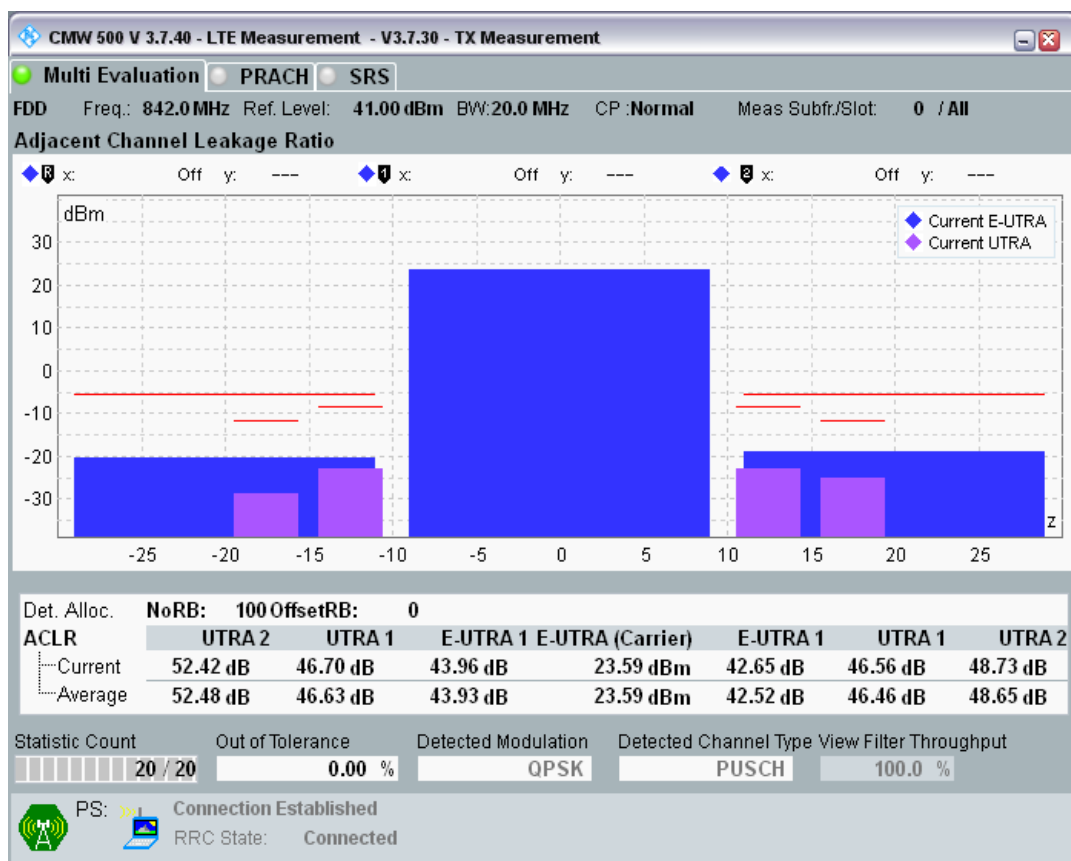 CMW 500 V 3.7.40 - LTE Measurement - V3.7.30 - TX Measurement
Multi Evaluation PRACH SRS
FDD Freq.: 842.0 MHz Ref. Level: 41.00 dBm BW:20.0 MHz CP :Normal Meas Subfr./Slot: 0 / All
Adjacent Channel Leakage Ratio
R x: Off y: --- 1 x: Off y: --- 2 x: Off y: ---
dBm
Current E-UTRA
Current UTRA
30
20
10
0
-10
-20
-30
z
-25 -20 -15 -10 -5 0 5 10 15 20 25
Det. Alloc. NoRB: 100 OffsetRB: 0
ACLR UTRA 2 UTRA 1 E-UTRA 1 E-UTRA (Carrier) E-UTRA 1 UTRA 1 UTRA 2
Current 52.42 dB 46.70 dB 43.96 dB 23.59 dBm 42.65 dB 46.56 dB 48.73 dB
Average 52.48 dB 46.63 dB 43.93 dB 23.59 dBm 42.52 dB 46.46 dB 48.65 dB
Statistic Count Out of Tolerance Detected Modulation Detected Channel Type View Filter Throughput
20 / 20 0.00 % QPSK PUSCH 100.0 %
PS: Connection Established
RRC State: Connected